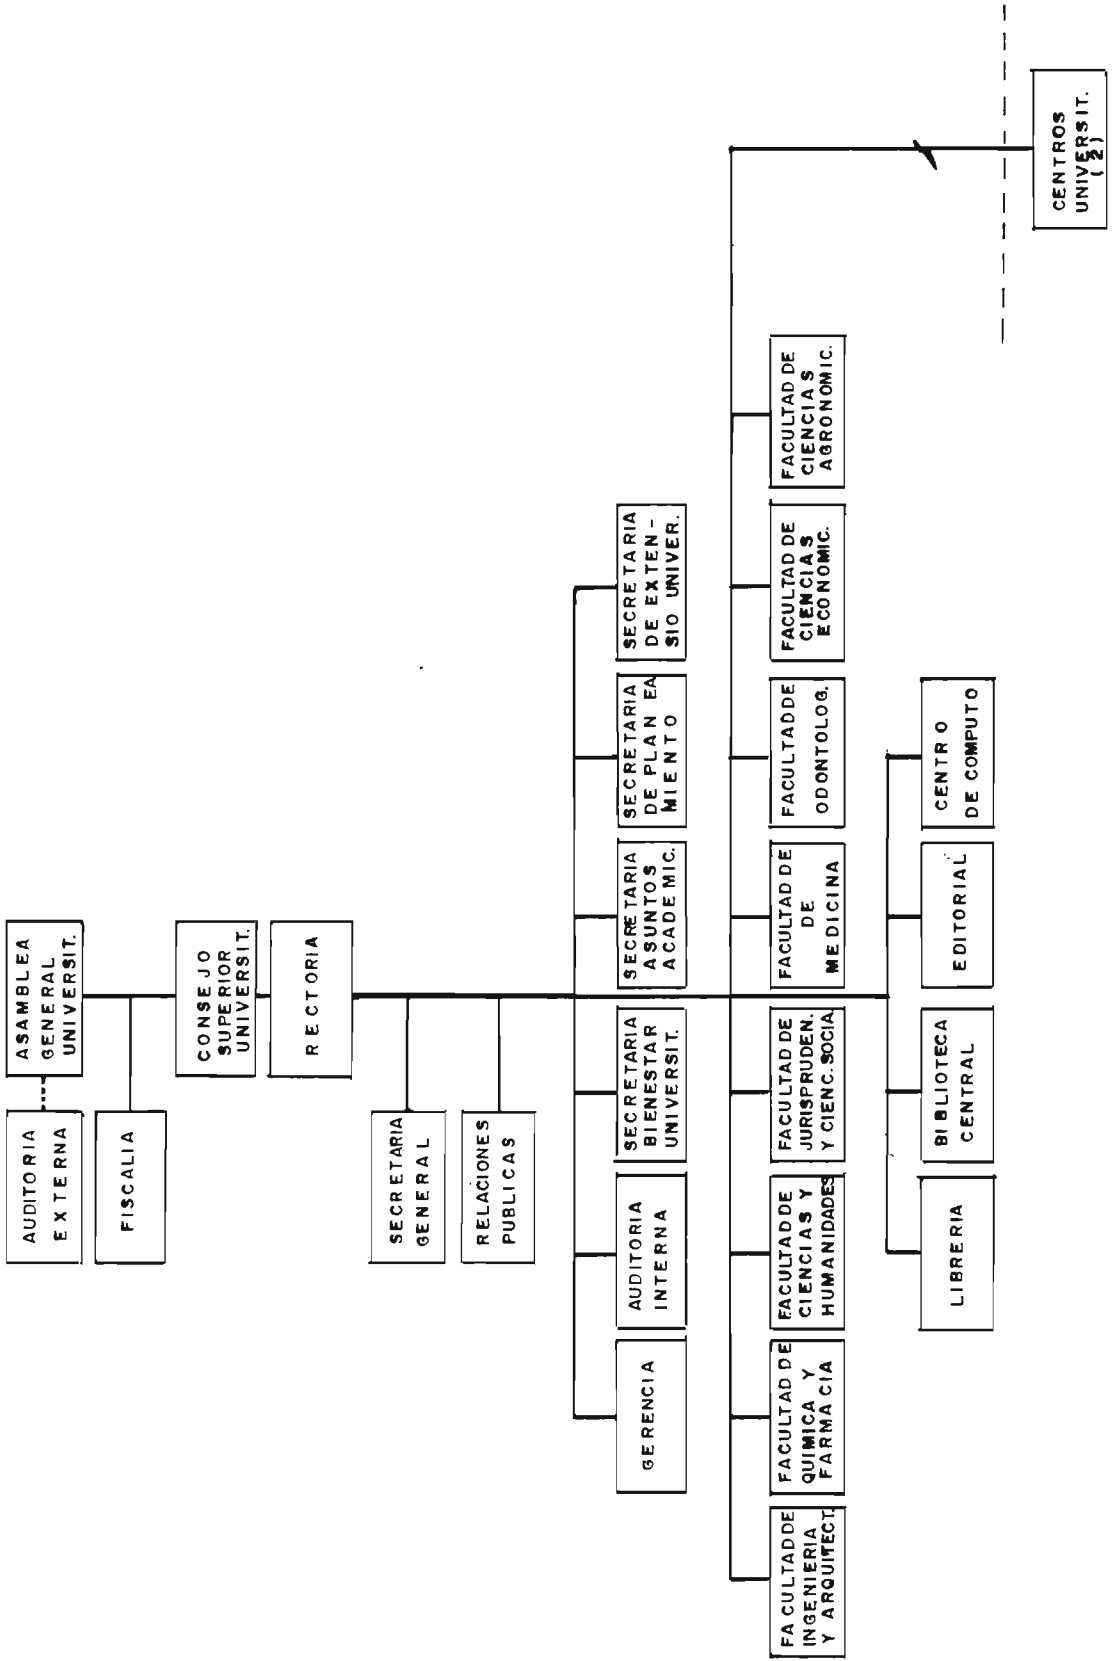 ASAMBLEA
GENERAL
UNIVERSIT.
AUDITORIA
EXTERNA
FISCALIA
CONSEJO
SUPERIOR
UNIVERSIT.
RECTORIA
SECRETARIA
GENERAL
RELACIONES
PUBLICAS
GERENCIA
AUDITORIA
INTERNA
SECRETARIA
BIENESTAR
UNIVERSIT.
SECRETARIA
ASUNTOS
ACADEMIC.
SECRETARIA
DE PLAN EA
MIENTO
SECRETARIA
DE EXTEN-
SIO UNIVER.
FACULTAD DE
INGENIERIA
Y ARQUITECT.
FACULTAD DE
QUIMICA Y
FARMACIA
FACULTAD DE
CIENCIAS Y
HUMANIDADES
FACULTAD DE
JURISPRUDEN.
Y CIENC. SOCIA.
FACULTAD DE
DE
MEDICINA
FACULTAD DE
ODONTOLOG.
FACULTAD DE
CIENCIAS
ECONOMIC.
FACULTAD DE
CIENCIAS
AGRONOMIC.
LIBRERIA
BIBLIOTECA
CENTRAL
EDITORIAL
CENTRO
DE COMPUTO
CENTROS
UNIVERSIT.
(2)